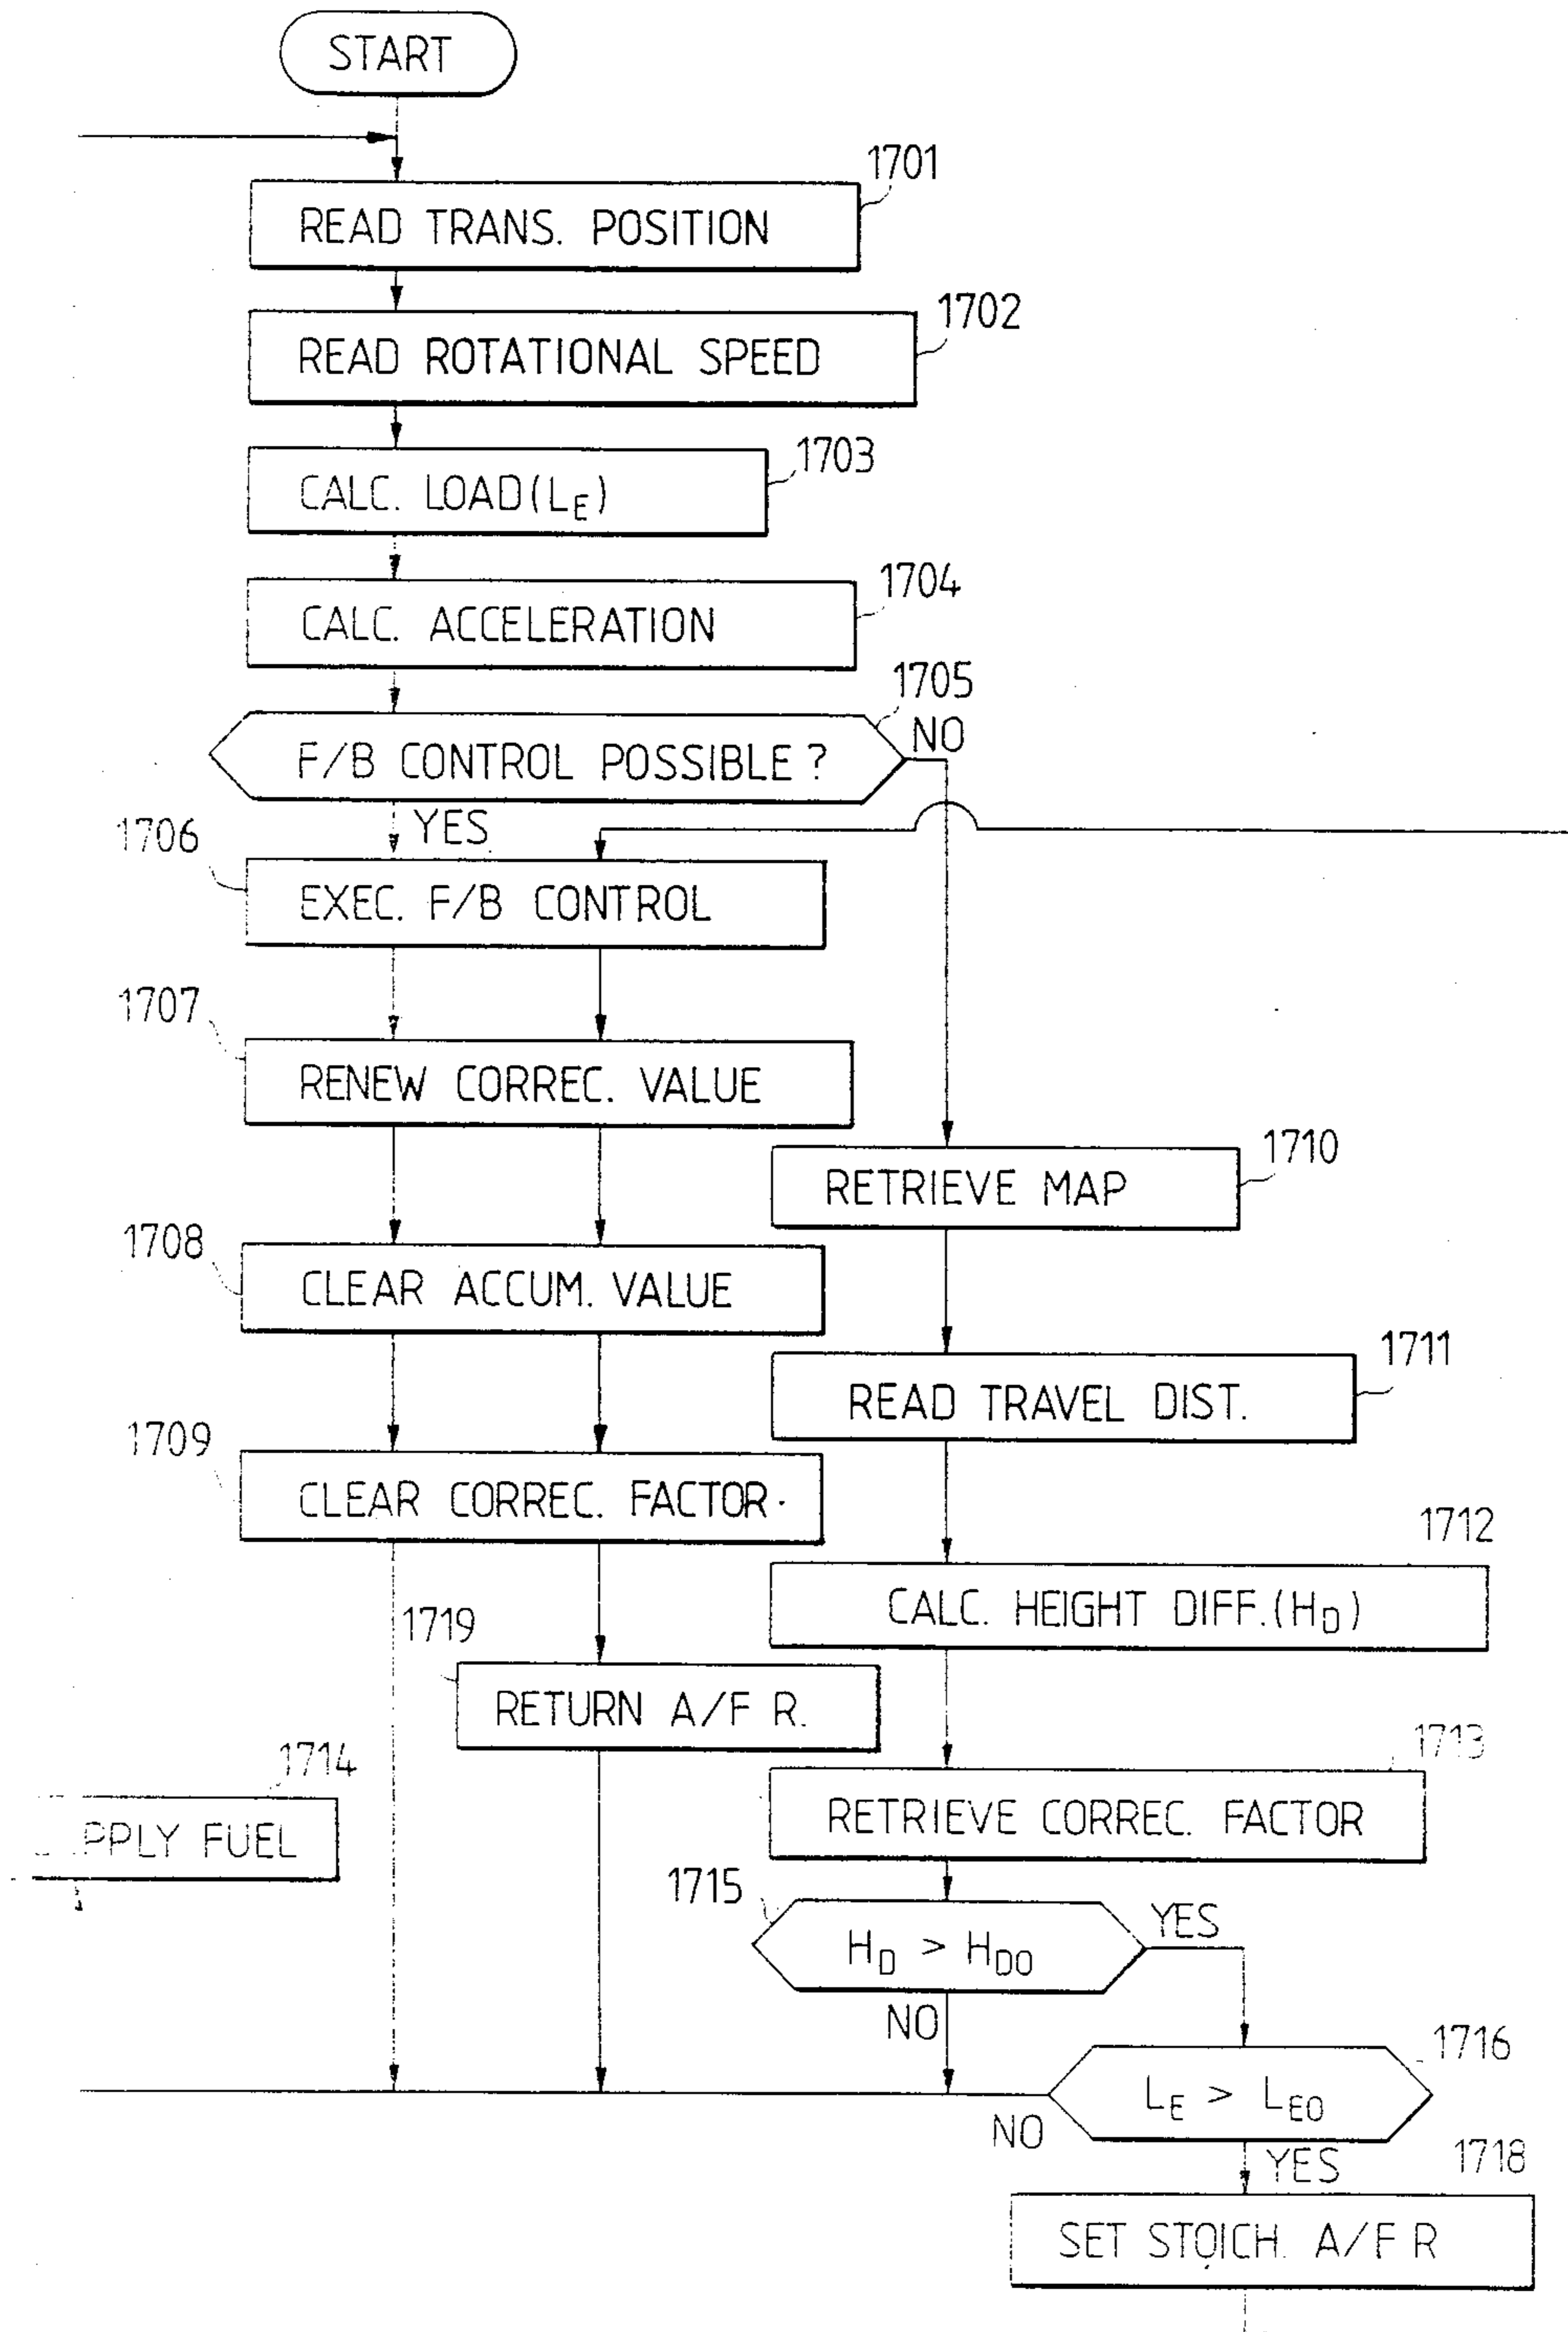 START
1701
READ TRANS. POSITION
1702
READ ROTATIONAL SPEED
1703
CALC. LOAD(LE)
1704
CALC. ACCELERATION
1705
F/B CONTROL POSSIBLE?
NO
YES
1706
EXEC. F/B CONTROL
1707
RENEW CORREC. VALUE
1710
RETRIEVE MAP
1708
CLEAR ACCUM. VALUE
1711
READ TRAVEL DIST.
1709
CLEAR CORREC. FACTOR
1712
CALC. HEIGHT DIFF.(HD)
1719
RETURN A/F R.
1714
PPLY FUEL
1713
RETRIEVE CORREC. FACTOR
1715
HD > HDO
YES
NO
1716
LE > LEO
NO
YES
1718
SET STOICH. A/F R